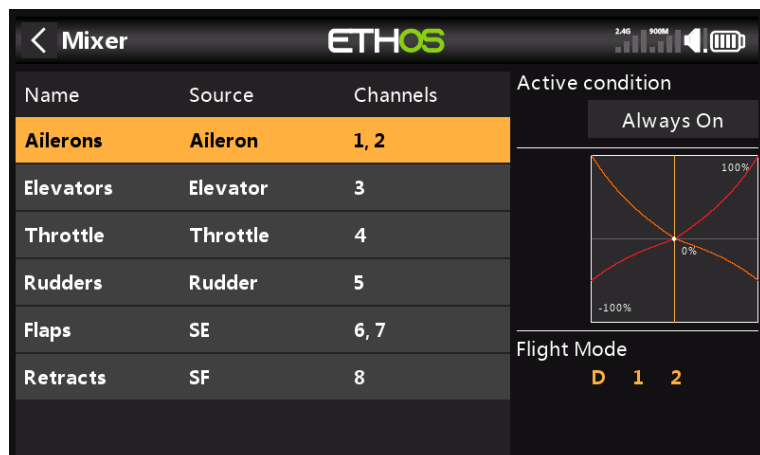 Mixer ETHOS 2.4G 900M
Name Source Channels
Ailerons Aileron 1, 2
Elevators Elevator 3
Throttle Throttle 4
Rudders Rudder 5
Flaps SE 6, 7
Retracts SF 8
Active condition
Always On
100%
0%
-100%
Flight Mode
D 1 2